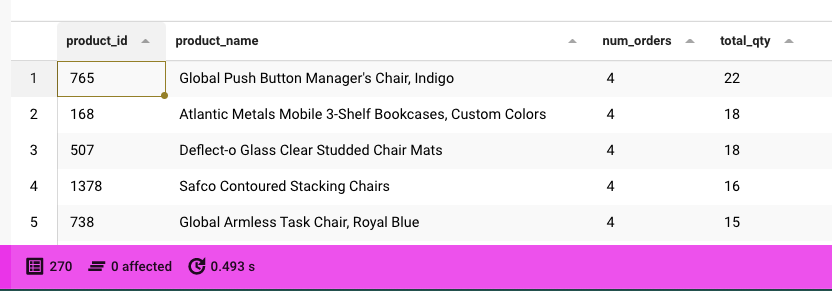 product_id product_name num_orders total_qty
1 765 Global Push Button Manager's Chair, Indigo 4 22
2 168 Atlantic Metals Mobile 3-Shelf Bookcases, Custom Colors 4 18
3 507 Deflect-o Glass Clear Studded Chair Mats 4 18
4 1378 Safco Contoured Stacking Chairs 4 16
5 738 Global Armless Task Chair, Royal Blue 4 15
270 0 affected 0.493 s